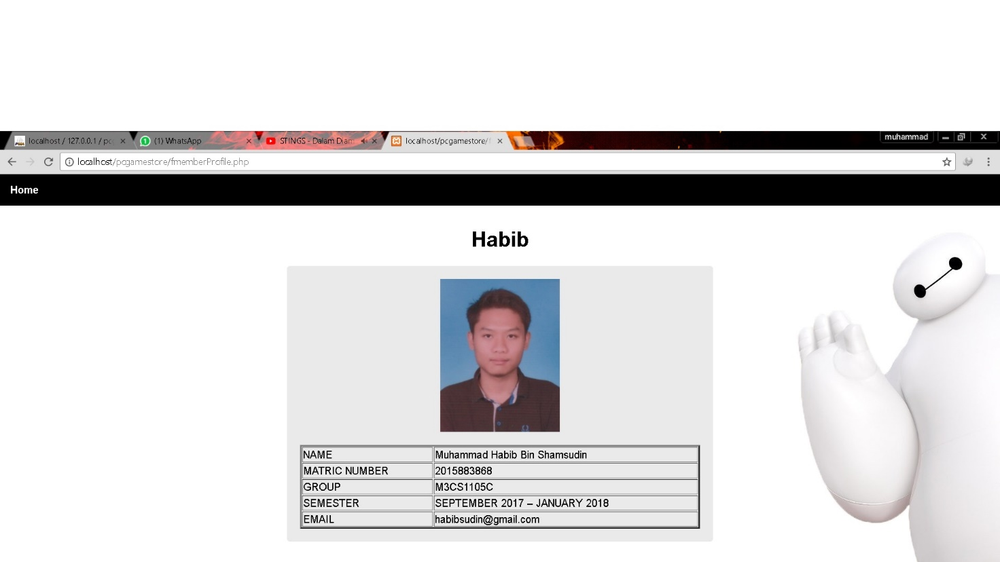 localhost / 127.0.0.1 / pc
(1) WhatsApp
STINGS - Dalam Diam
localhost/pcgamestore/
muhammad
localhost/pcgamestore/fmemberProfile.php
Home
Habib
NAME Muhammad Habib Bin Shamsudin
MATRIC NUMBER 2015883868
GROUP M3CS1105C
SEMESTER SEPTEMBER 2017 – JANUARY 2018
EMAIL habibsudin@gmail.com